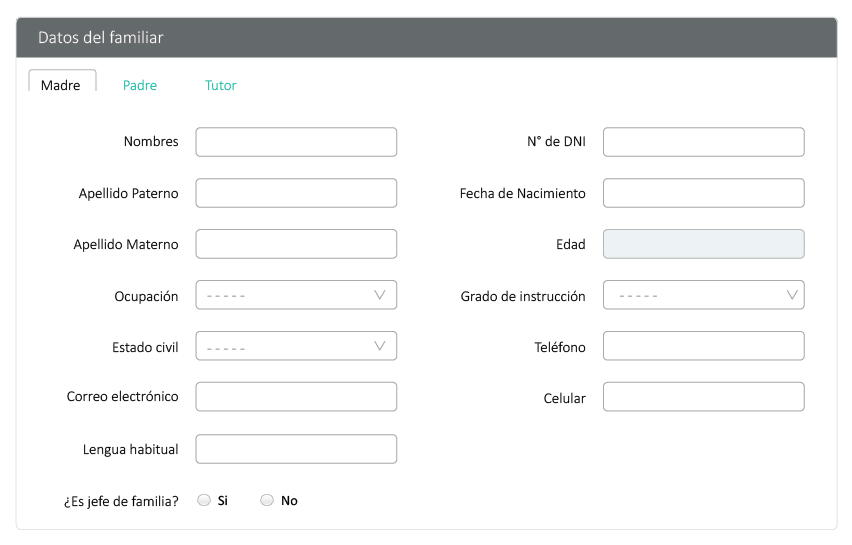 Datos del familiar
Madre Padre Tutor
Nombres N° de DNI
Apellido Paterno Fecha de Nacimiento
Apellido Materno Edad
Ocupación ----- Grado de instrucción -----
Estado civil ----- Teléfono
Correo electrónico Celular
Lengua habitual
¿Es jefe de familia? Si No